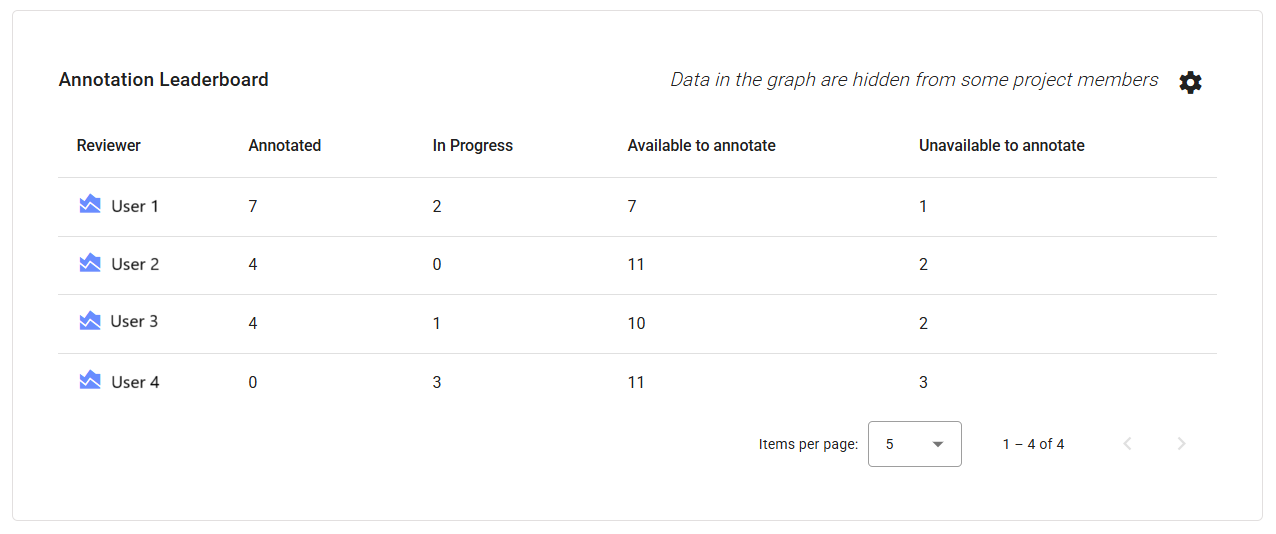 Annotation Leaderboard Data in the graph are hidden from some project members
Reviewer Annotated In Progress Available to annotate Unavailable to annotate
User 1 7 2 7 1
User 2 4 0 11 2
User 3 4 1 10 2
User 4 0 3 11 3
Items per page: 5 1 – 4 of 4